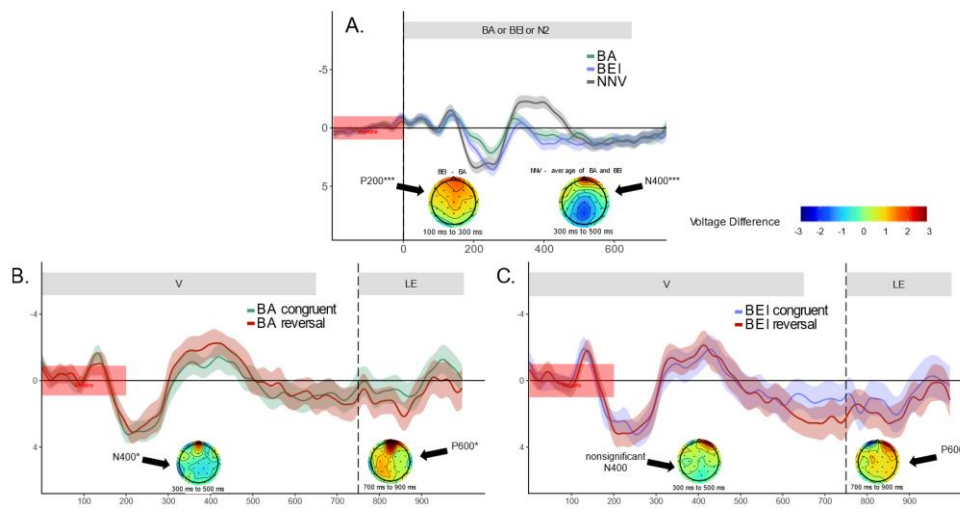 A.
BA or BEI or N2
BA
BEI
NNV
-5
0
5
BEI - BA
NNV - average of BA and BEI
P200***
N400***
100 ms to 300 ms
300 ms to 500 ms
0
200
400
600
Voltage Difference
-3 -2 -1 0 1 2 3
B.
V
LE
BA congruent
BA reversal
-4
0
4
N400*
P600*
300 ms to 500 ms
700 ms to 900 ms
100 200 300 400 500 600 700 800 900
C.
V
LE
BEI congruent
BEI reversal
-4
0
4
nonsignificant
N400
P600*
300 ms to 500 ms
700 ms to 900 ms
100 200 300 400 500 600 700 800 900